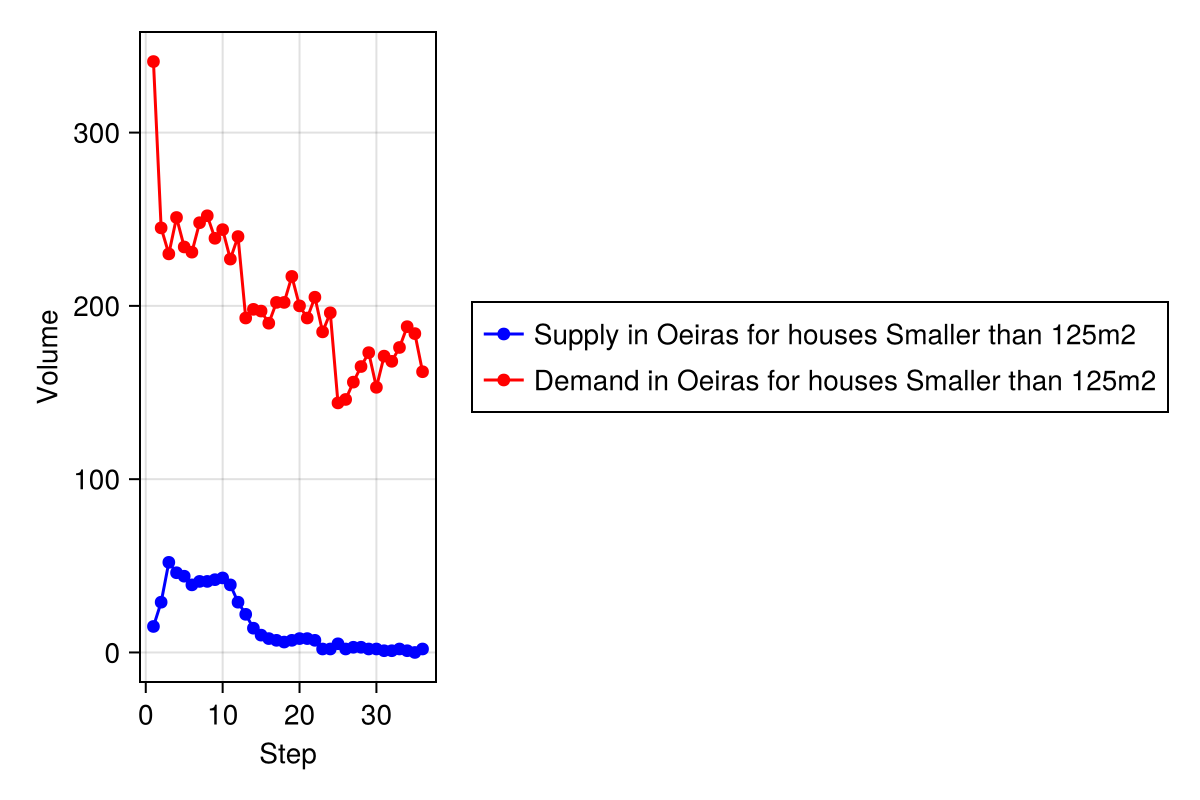 300
200
100
0
Volume
0 10 20 30
Step
Supply in Oeiras for houses Smaller than 125m2
Demand in Oeiras for houses Smaller than 125m2